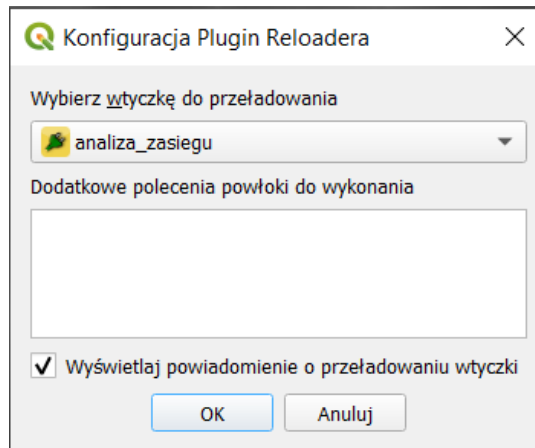 Konfiguracja Plugin Reloadera
Wybierz wtyczkę do przeładowania
analiza_zasiegu
Dodatkowe polecenia powłoki do wykonania
Wyświetlaj powiadomienie o przeładowaniu wtyczki
OK Anuluj